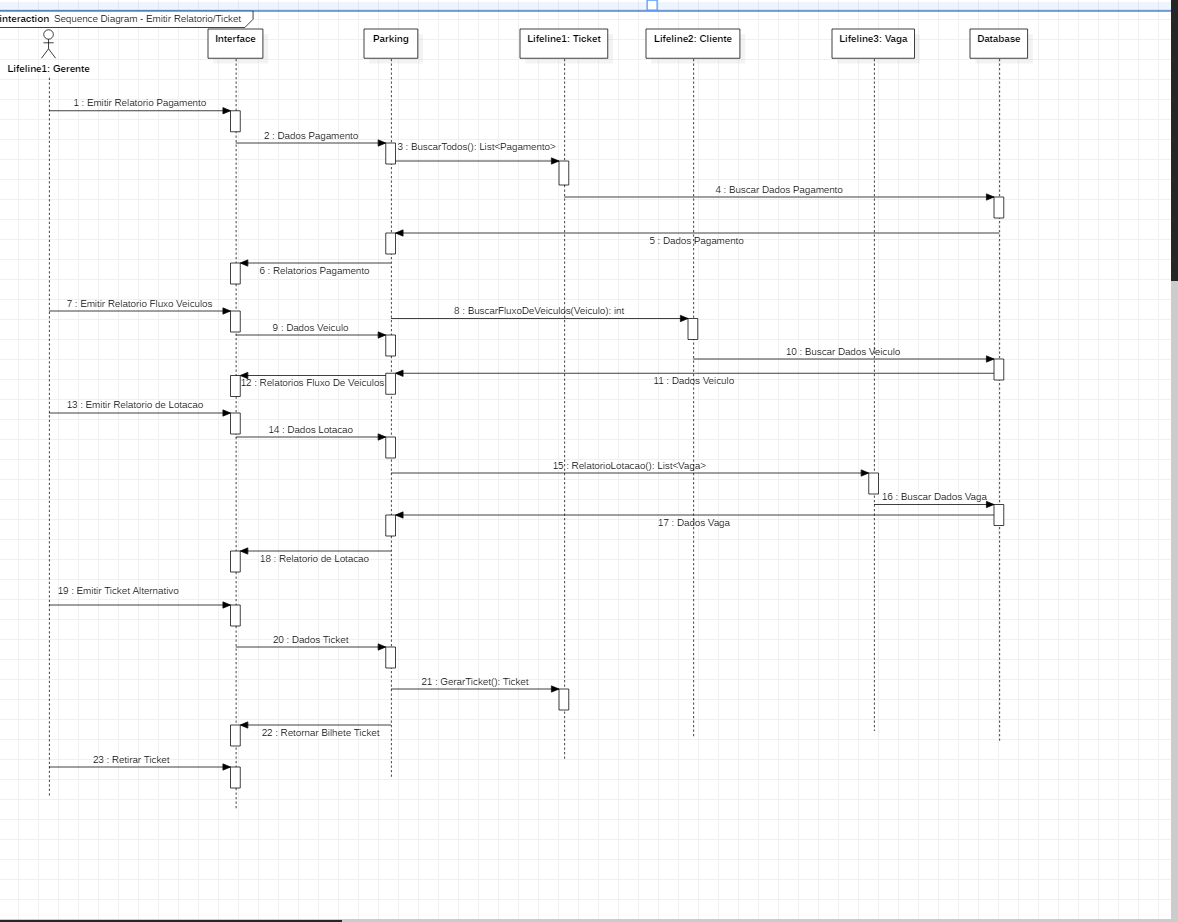 interaction Sequence Diagram - Emitir Relatorio/Ticket
Interface
Parking
Lifeline1: Ticket
Lifeline2: Cliente
Lifeline3: Vaga
Database
Lifeline1: Gerente
1 : Emitir Relatorio Pagamento
2 : Dados Pagamento
3 : BuscarTodos(): List<Pagamento>
4 : Buscar Dados Pagamento
5 : Dados Pagamento
6 : Relatorios Pagamento
7 : Emitir Relatorio Fluxo Veiculos
8 : BuscarFluxoDeVeiculos(Veiculo): int
9 : Dados Veiculo
10 : Buscar Dados Veiculo
11 : Dados Veiculo
12 : Relatorios Fluxo De Veiculos
13 : Emitir Relatorio de Lotacao
14 : Dados Lotacao
15 : RelatorioLotacao(): List<Vaga>
16 : Buscar Dados Vaga
17 : Dados Vaga
18 : Relatorio de Lotacao
19 : Emitir Ticket Alternativo
20 : Dados Ticket
21 : GerarTicket(): Ticket
22 : Retornar Bilhete Ticket
23 : Retirar Ticket